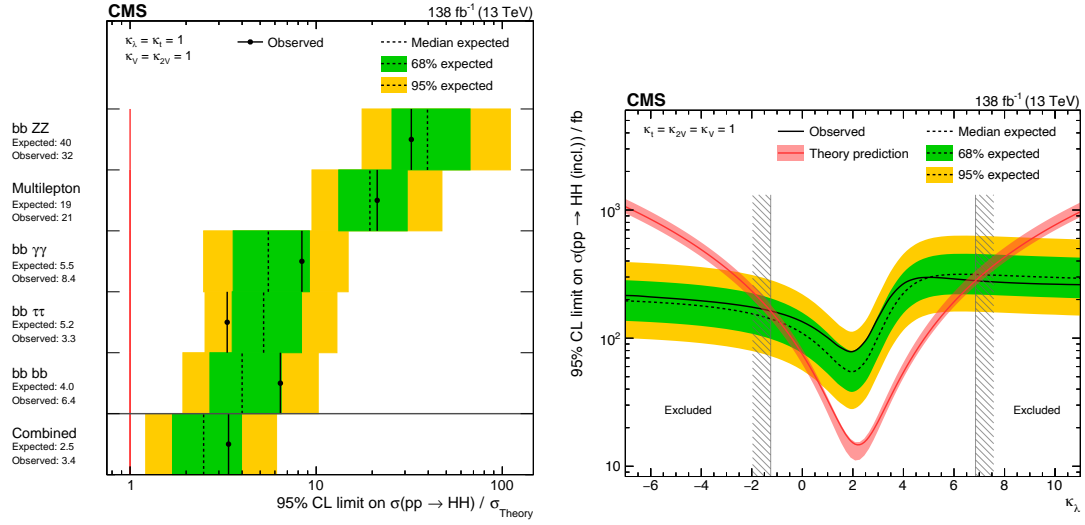 CMS 138 fb⁻¹ (13 TeV)
κλ = κt = 1
κV = κ2V = 1
Observed
Median expected
68% expected
95% expected
bb ZZ
Expected: 40
Observed: 32
Multilepton
Expected: 19
Observed: 21
bb γγ
Expected: 5.5
Observed: 8.4
bb ττ
Expected: 5.2
Observed: 3.3
bb bb
Expected: 4.0
Observed: 6.4
Combined
Expected: 2.5
Observed: 3.4
1 10 100
95% CL limit on σ(pp → HH) / σTheory
CMS 138 fb⁻¹ (13 TeV)
κt = κ2V = κV = 1
Observed
Theory prediction
Median expected
68% expected
95% expected
95% CL limit on σ(pp → HH (incl.)) / fb
10³
10²
10
Excluded
Excluded
−6 −4 −2 0 2 4 6 8 10
κλ